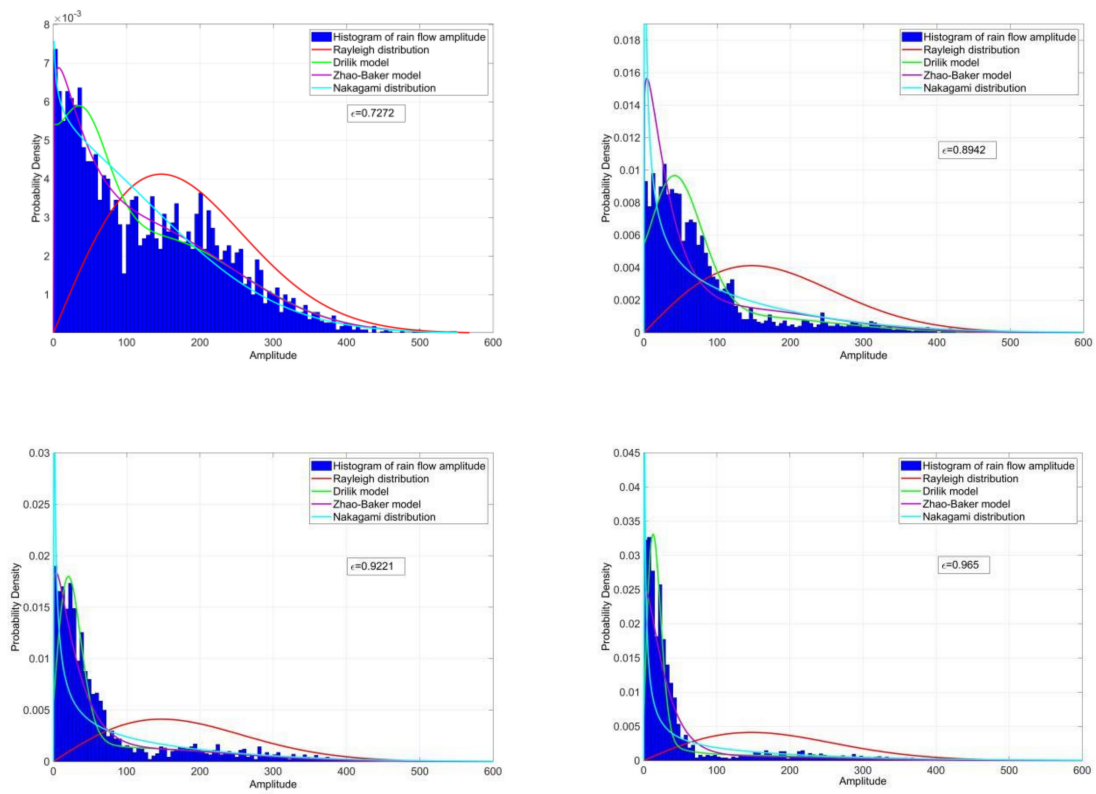 ×10⁻³
8
7
6
5
4
3
2
1
0 100 200 300 400 500 600
Probability Density
Amplitude
Histogram of rain flow amplitude
Rayleigh distribution
Drilik model
Zhao-Baker model
Nakagami distribution
ϵ=0.7272
0.018
0.016
0.014
0.012
0.01
0.008
0.006
0.004
0.002
0
0 100 200 300 400 500 600
Probability Density
Amplitude
Histogram of rain flow amplitude
Rayleigh distribution
Drilik model
Zhao-Baker model
Nakagami distribution
ϵ=0.8942
0.03
0.025
0.02
0.015
0.01
0.005
0
0 100 200 300 400 500 600
Probability Density
Amplitude
Histogram of rain flow amplitude
Rayleigh distribution
Drilik model
Zhao-Baker model
Nakagami distribution
ϵ=0.9221
0.045
0.04
0.035
0.03
0.025
0.02
0.015
0.01
0.005
0
0 100 200 300 400 500 600
Probability Density
Amplitude
Histogram of rain flow amplitude
Rayleigh distribution
Drilik model
Zhao-Baker model
Nakagami distribution
ϵ=0.965